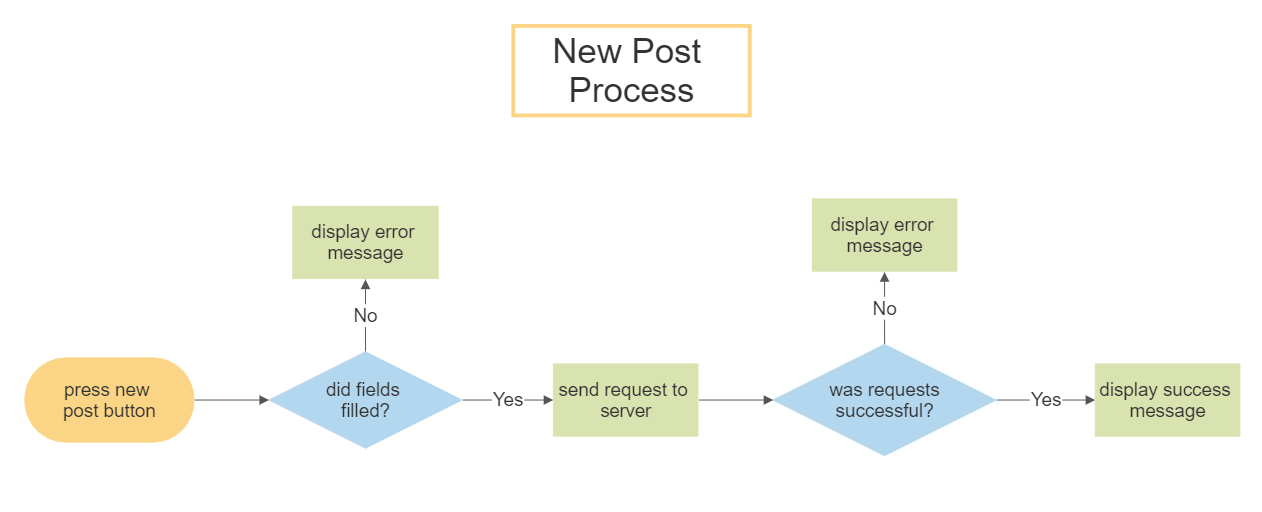 New Post
Process
display error
message
No
display error
message
No
press new
post button
did fields
filled?
Yes
send request to
server
was requests
successful?
Yes
display success
message